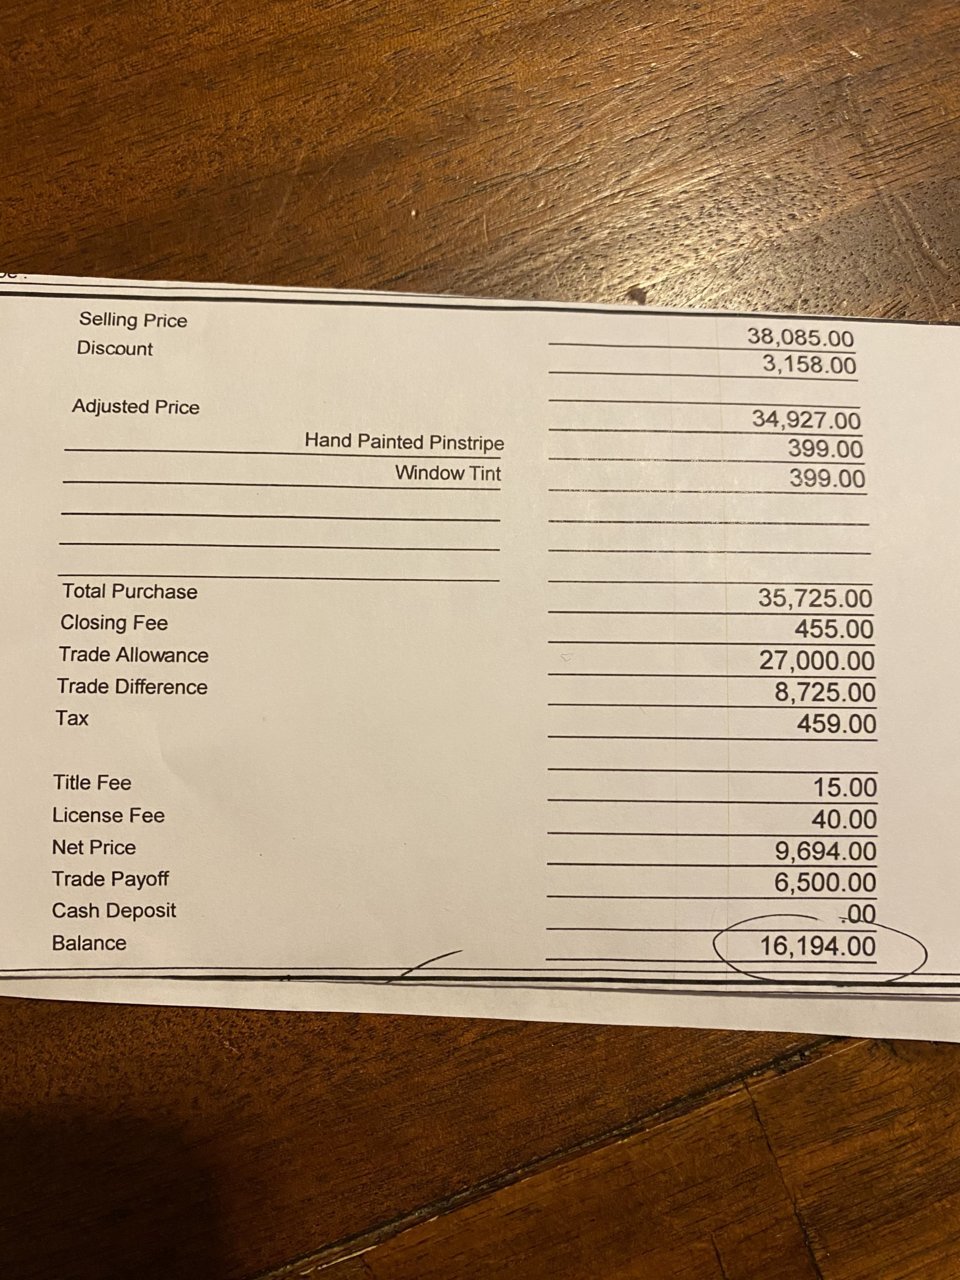 Selling Price 38,085.00
Discount 3,158.00
Adjusted Price 34,927.00
Hand Painted Pinstripe 399.00
Window Tint 399.00
Total Purchase 35,725.00
Closing Fee 455.00
Trade Allowance 27,000.00
Trade Difference 8,725.00
Tax 459.00
Title Fee 15.00
License Fee 40.00
Net Price 9,694.00
Trade Payoff 6,500.00
Cash Deposit .00
Balance 16,194.00